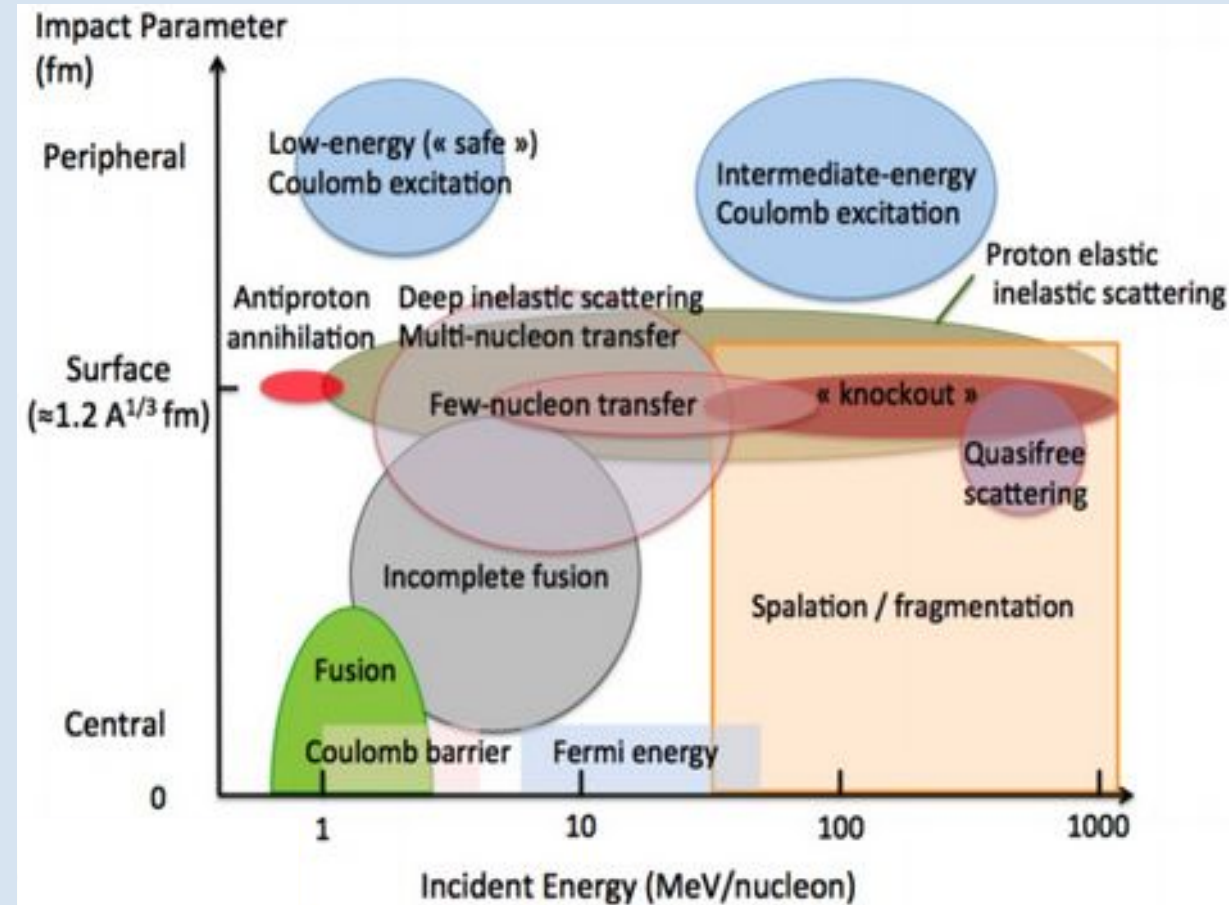 Impact Parameter
(fm)
Peripheral
Low-energy (« safe »)
Coulomb excitation
Intermediate-energy
Coulomb excitation
Proton elastic
inelastic scattering
Antiproton
annihilation
Deep inelastic scattering
Multi-nucleon transfer
Surface
(≈1.2 A^1/3 fm)
Few-nucleon transfer
« knockout »
Quasifree
scattering
Incomplete fusion
Spalation / fragmentation
Fusion
Central
Coulomb barrier
Fermi energy
0
1
10
100
1000
Incident Energy (MeV/nucleon)